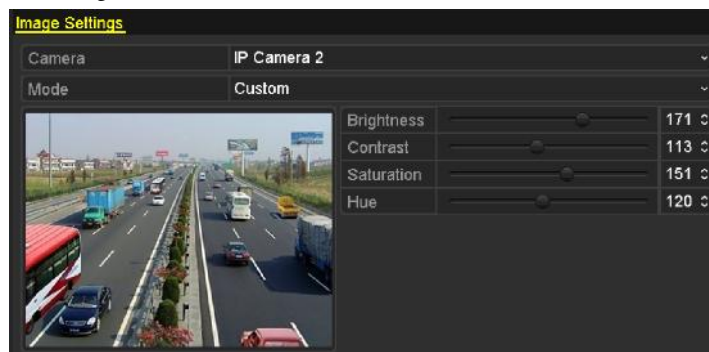 Image Settings
Camera IP Camera 2
Mode Custom
Brightness 171
Contrast 113
Saturation 151
Hue 120